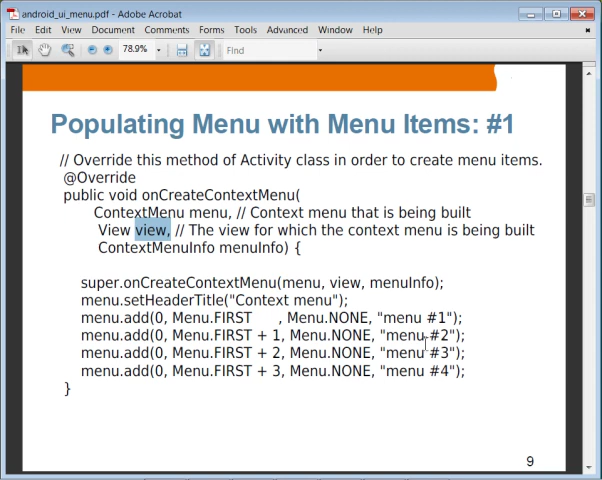 android_ui_menu.pdf - Adobe Acrobat
File Edit View Document Comments Forms Tools Advanced Window Help
78.9% Find
Populating Menu with Menu Items: #1
// Override this method of Activity class in order to create menu items.
@Override
public void onCreateContextMenu(
ContextMenu menu, // Context menu that is being built
View view, // The view for which the context menu is being built
ContextMenuInfo menuInfo) {
super.onCreateContextMenu(menu, view, menuInfo);
menu.setHeaderTitle("Context menu");
menu.add(0, Menu.FIRST , Menu.NONE, "menu #1");
menu.add(0, Menu.FIRST + 1, Menu.NONE, "menu #2");
menu.add(0, Menu.FIRST + 2, Menu.NONE, "menu #3");
menu.add(0, Menu.FIRST + 3, Menu.NONE, "menu #4");
}
9